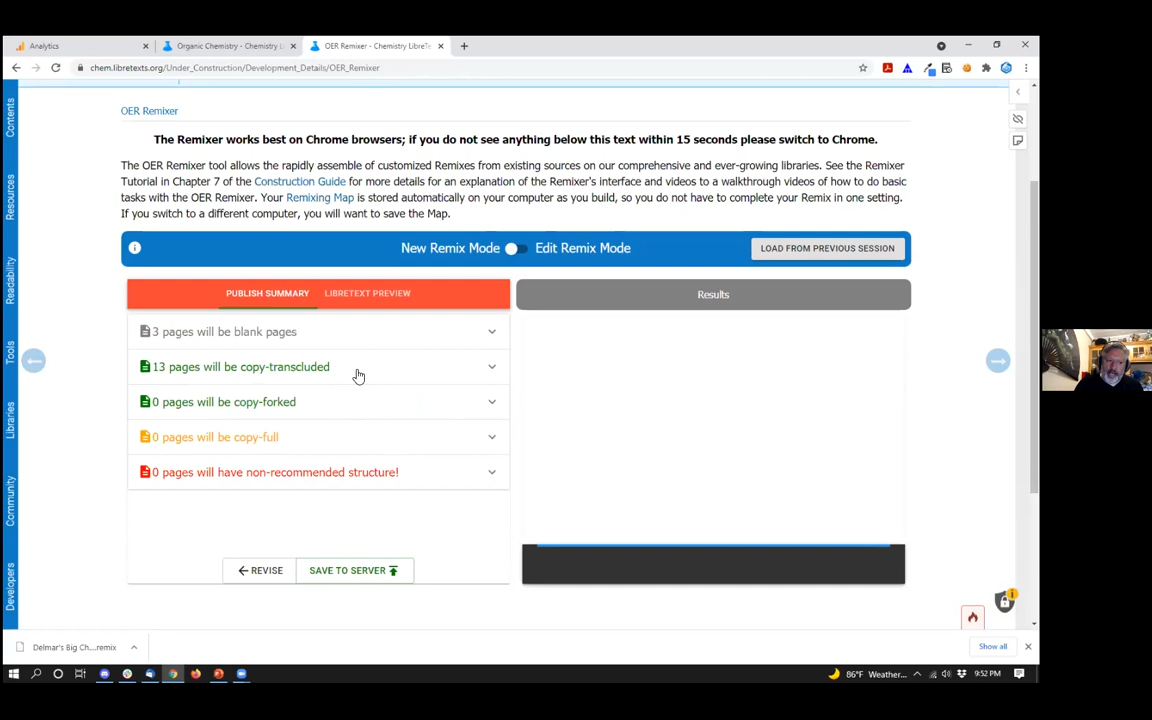 Analytics
Organic Chemistry - Chemistry Li
OER Remixer - Chemistry LibreTe
chem.libretexts.org/Under_Construction/Development_Details/OER_Remixer
Contents
Resources
Readability
Tools
Libraries
Community
Developers
OER Remixer
The Remixer works best on Chrome browsers; if you do not see anything below this text within 15 seconds please switch to Chrome.
The OER Remixer tool allows the rapidly assemble of customized Remixes from existing sources on our comprehensive and ever-growing libraries. See the Remixer
Tutorial in Chapter 7 of the Construction Guide for more details for an explanation of the Remixer's interface and videos to a walkthrough videos of how to do basic
tasks with the OER Remixer. Your Remixing Map is stored automatically on your computer as you build, so you do not have to complete your Remix in one setting.
If you switch to a different computer, you will want to save the Map.
New Remix Mode Edit Remix Mode
LOAD FROM PREVIOUS SESSION
PUBLISH SUMMARY LIBRETEXT PREVIEW
Results
3 pages will be blank pages
13 pages will be copy-transcluded
0 pages will be copy-forked
0 pages will be copy-full
0 pages will have non-recommended structure!
REVISE SAVE TO SERVER
Delmar's Big Ch....remix
Show all
86°F Weather...
9:52 PM